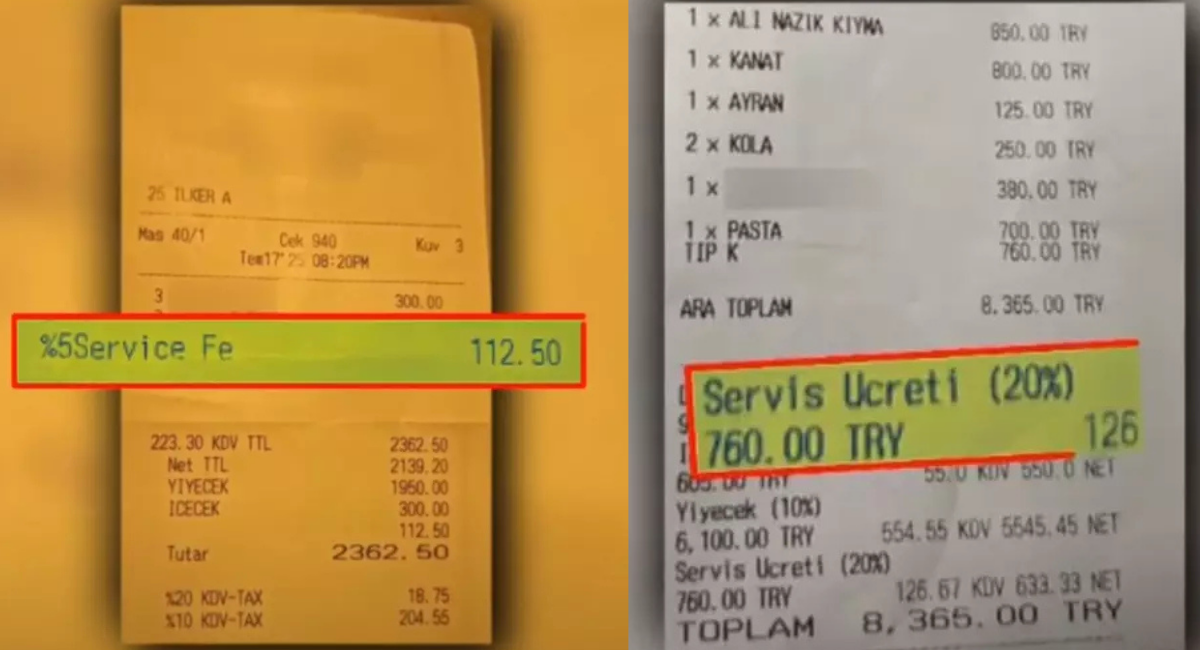 25 ILKER A
Mas 40/1 Cek 940 Kuv 3
Tem17'25 08:20PM
3 300.00
%5Service Fe 112.50
223.30 KDV TTL 2362.50
Net TTL 2139.20
YIYECEK 1950.00
ICECEK 300.00
112.50
Tutar 2362.50
%20 KDV-TAX 18.75
%10 KDV-TAX 204.55
1 x ALI NAZIK KIYMA 850.00 TRY
1 x KANAT 800.00 TRY
1 x AYRAN 125.00 TRY
2 x KOLA 250.00 TRY
1 x 380.00 TRY
1 x PASTA 700.00 TRY
TIP K 760.00 TRY
ARA TOPLAM 8,365.00 TRY
Servis Ucreti (20%)
760.00 TRY 126
605.00 TRY 55.0 KDV 550.0 NET
Yiyecek (10%)
6,100.00 TRY 554.55 KDV 5545.45 NET
Servis Ucreti (20%)
760.00 TRY 126.67 KDV 633.33 NET
TOPLAM 8,365.00 TRY